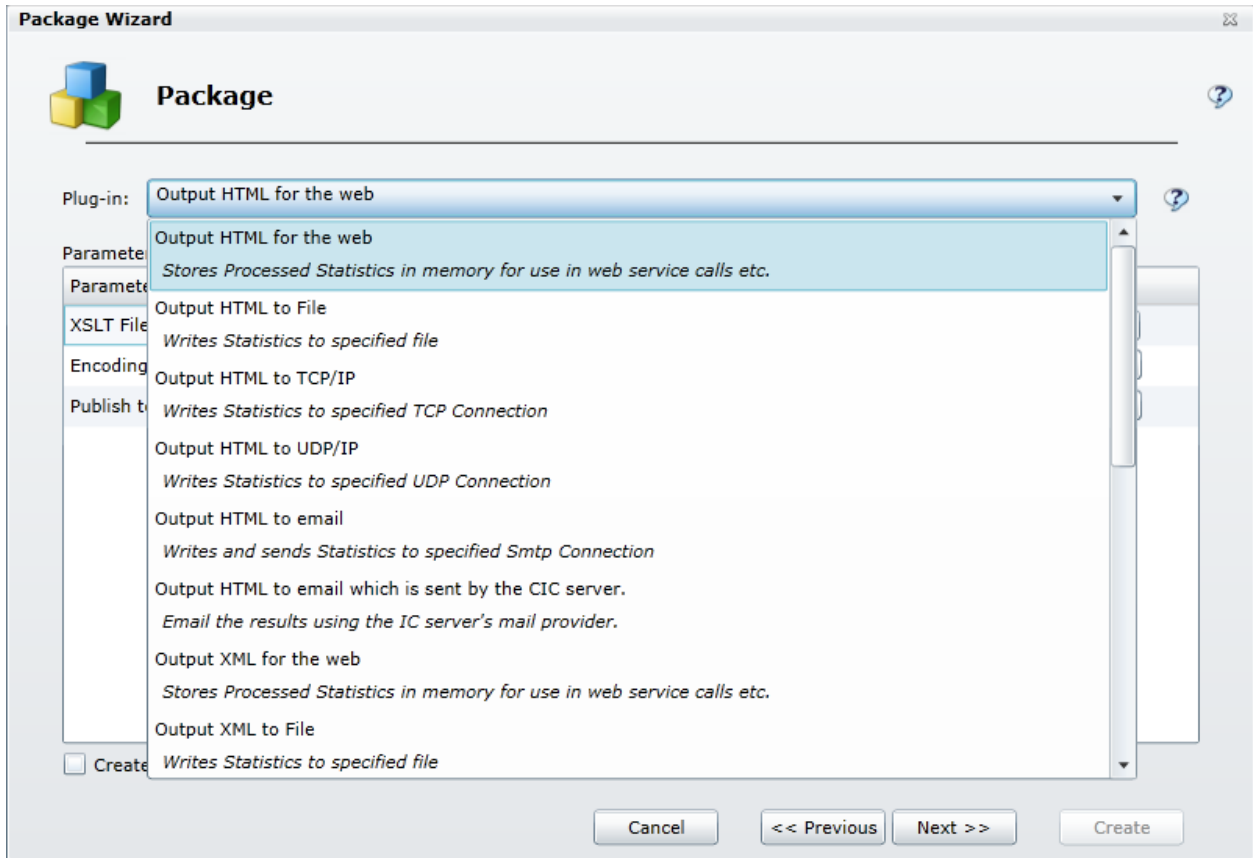 Package Wizard
Package
Plug-in: Output HTML for the web
Output HTML for the web
Stores Processed Statistics in memory for use in web service calls etc.
Output HTML to File
Writes Statistics to specified file
Output HTML to TCP/IP
Writes Statistics to specified TCP Connection
Output HTML to UDP/IP
Writes Statistics to specified UDP Connection
Output HTML to email
Writes and sends Statistics to specified Smtp Connection
Output HTML to email which is sent by the CIC server.
Email the results using the IC server's mail provider.
Output XML for the web
Stores Processed Statistics in memory for use in web service calls etc.
Output XML to File
Writes Statistics to specified file
Paramete
Paramete
XSLT File
Encoding
Publish t
Create
Cancel << Previous Next >> Create